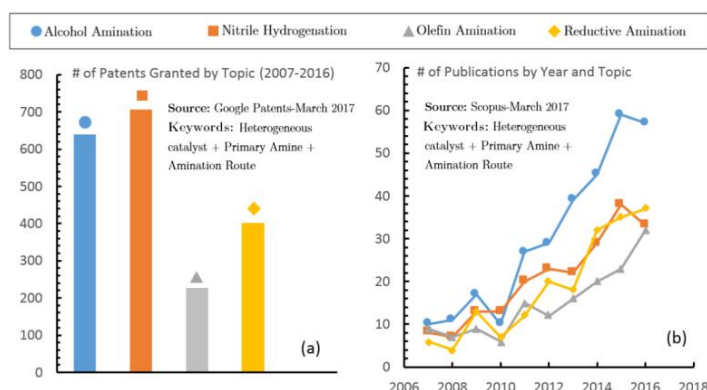 Alcohol Amination Nitrile Hydrogenation Olefin Amination Reductive Amination
# of Patents Granted by Topic (2007-2016)
Source: Google Patents-March 2017
Keywords: Heterogeneous
catalyst + Primary Amine +
Amination Route
800
700
600
500
400
300
200
100
0
(a)
# of Publications by Year and Topic
Source: Scopus-March 2017
Keywords: Heterogeneous
catalyst + Primary Amine +
Amination Route
70
60
50
40
30
20
10
0
(b)
2006 2008 2010 2012 2014 2016 2018